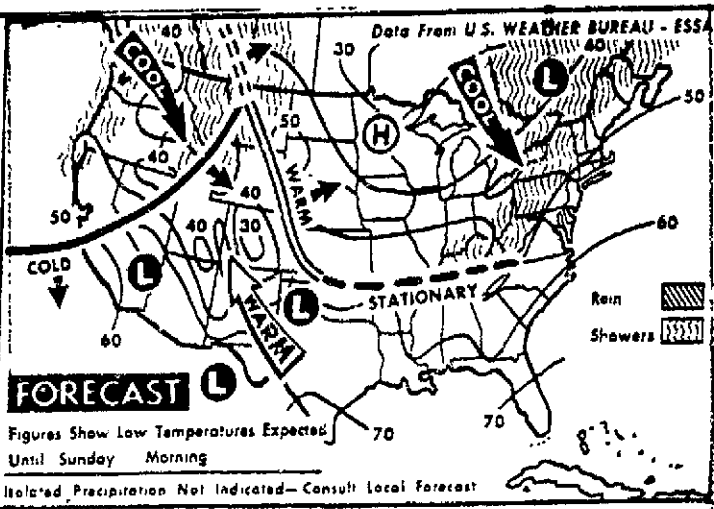 Data From U.S. WEATHER BUREAU - ESSA
40
30
40
COOL
COOL
L
50
H
50
40
WARM
40
50
40
30
60
COLD
L
L
STATIONARY
WARM
60
Rain
Showers
FORECAST
L
70
70
Figures Show Low Temperatures Expected
Until Sunday Morning
Isolated Precipitation Not Indicated—Consult Local Forecast